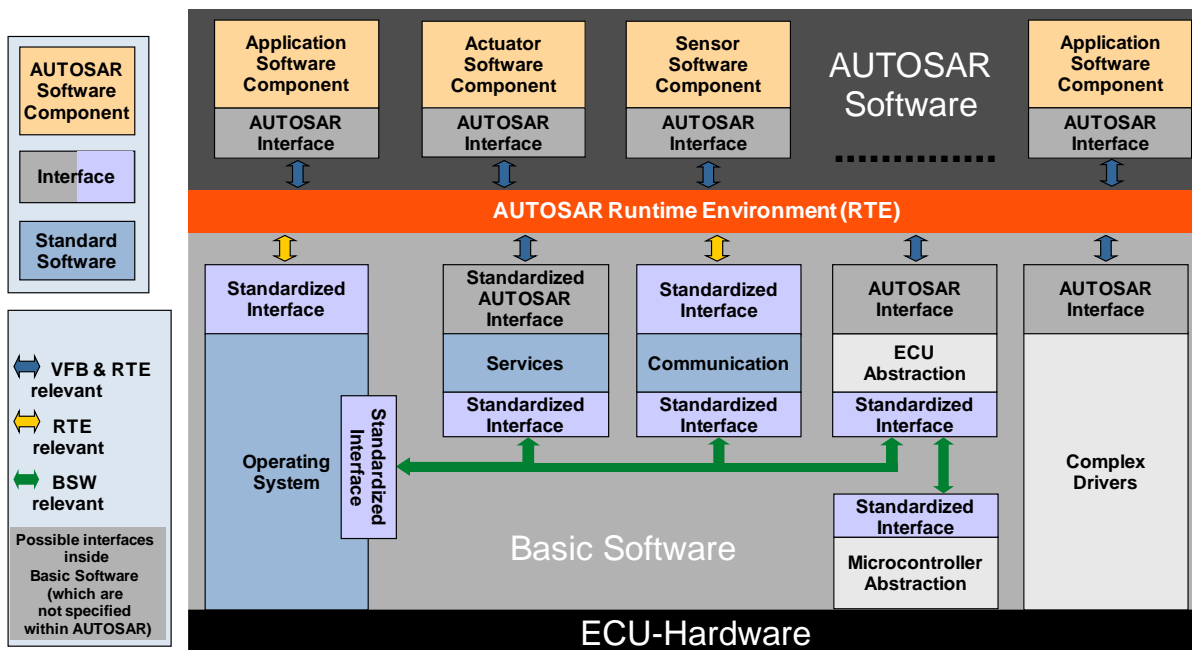 AUTOSAR
Software
Component
Interface
Standard
Software
VFB & RTE
relevant
RTE
relevant
BSW
relevant
Possible interfaces
inside
Basic Software
(which are
not specified
within AUTOSAR)
Application
Software
Component
AUTOSAR
Interface
Actuator
Software
Component
AUTOSAR
Interface
Sensor
Software
Component
AUTOSAR
Interface
AUTOSAR
Software
..............
Application
Software
Component
AUTOSAR
Interface
AUTOSAR Runtime Environment (RTE)
Standardized
Interface
Operating
System
Standardized
Interface
Standardized
AUTOSAR
Interface
Services
Standardized
Interface
Standardized
Interface
Communication
Standardized
Interface
AUTOSAR
Interface
ECU
Abstraction
Standardized
Interface
Standardized
Interface
Microcontroller
Abstraction
AUTOSAR
Interface
Complex
Drivers
Basic Software
ECU-Hardware